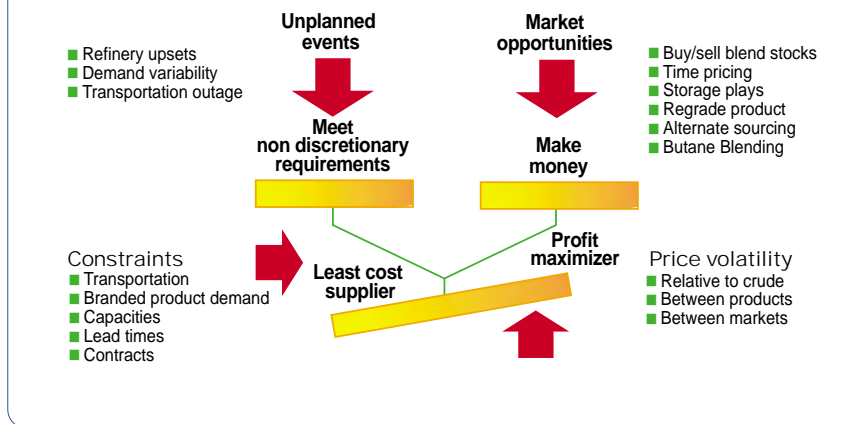 Unplanned
events
Market
opportunities
Refinery upsets
Demand variability
Transportation outage
Buy/sell blend stocks
Time pricing
Storage plays
Regrade product
Alternate sourcing
Butane Blending
Meet
non discretionary
requirements
Make
money
Constraints
Transportation
Branded product demand
Capacities
Lead times
Contracts
Least cost
supplier
Profit
maximizer
Price volatility
Relative to crude
Between products
Between markets